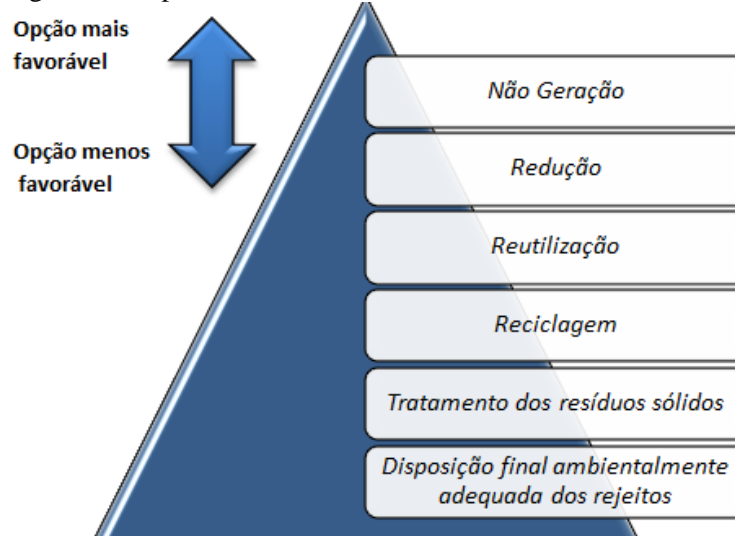 Opção mais
favorável
Opção menos
favorável
Não Geração
Redução
Reutilização
Reciclagem
Tratamento dos resíduos sólidos
Disposição final ambientalmente
adequada dos rejeitos